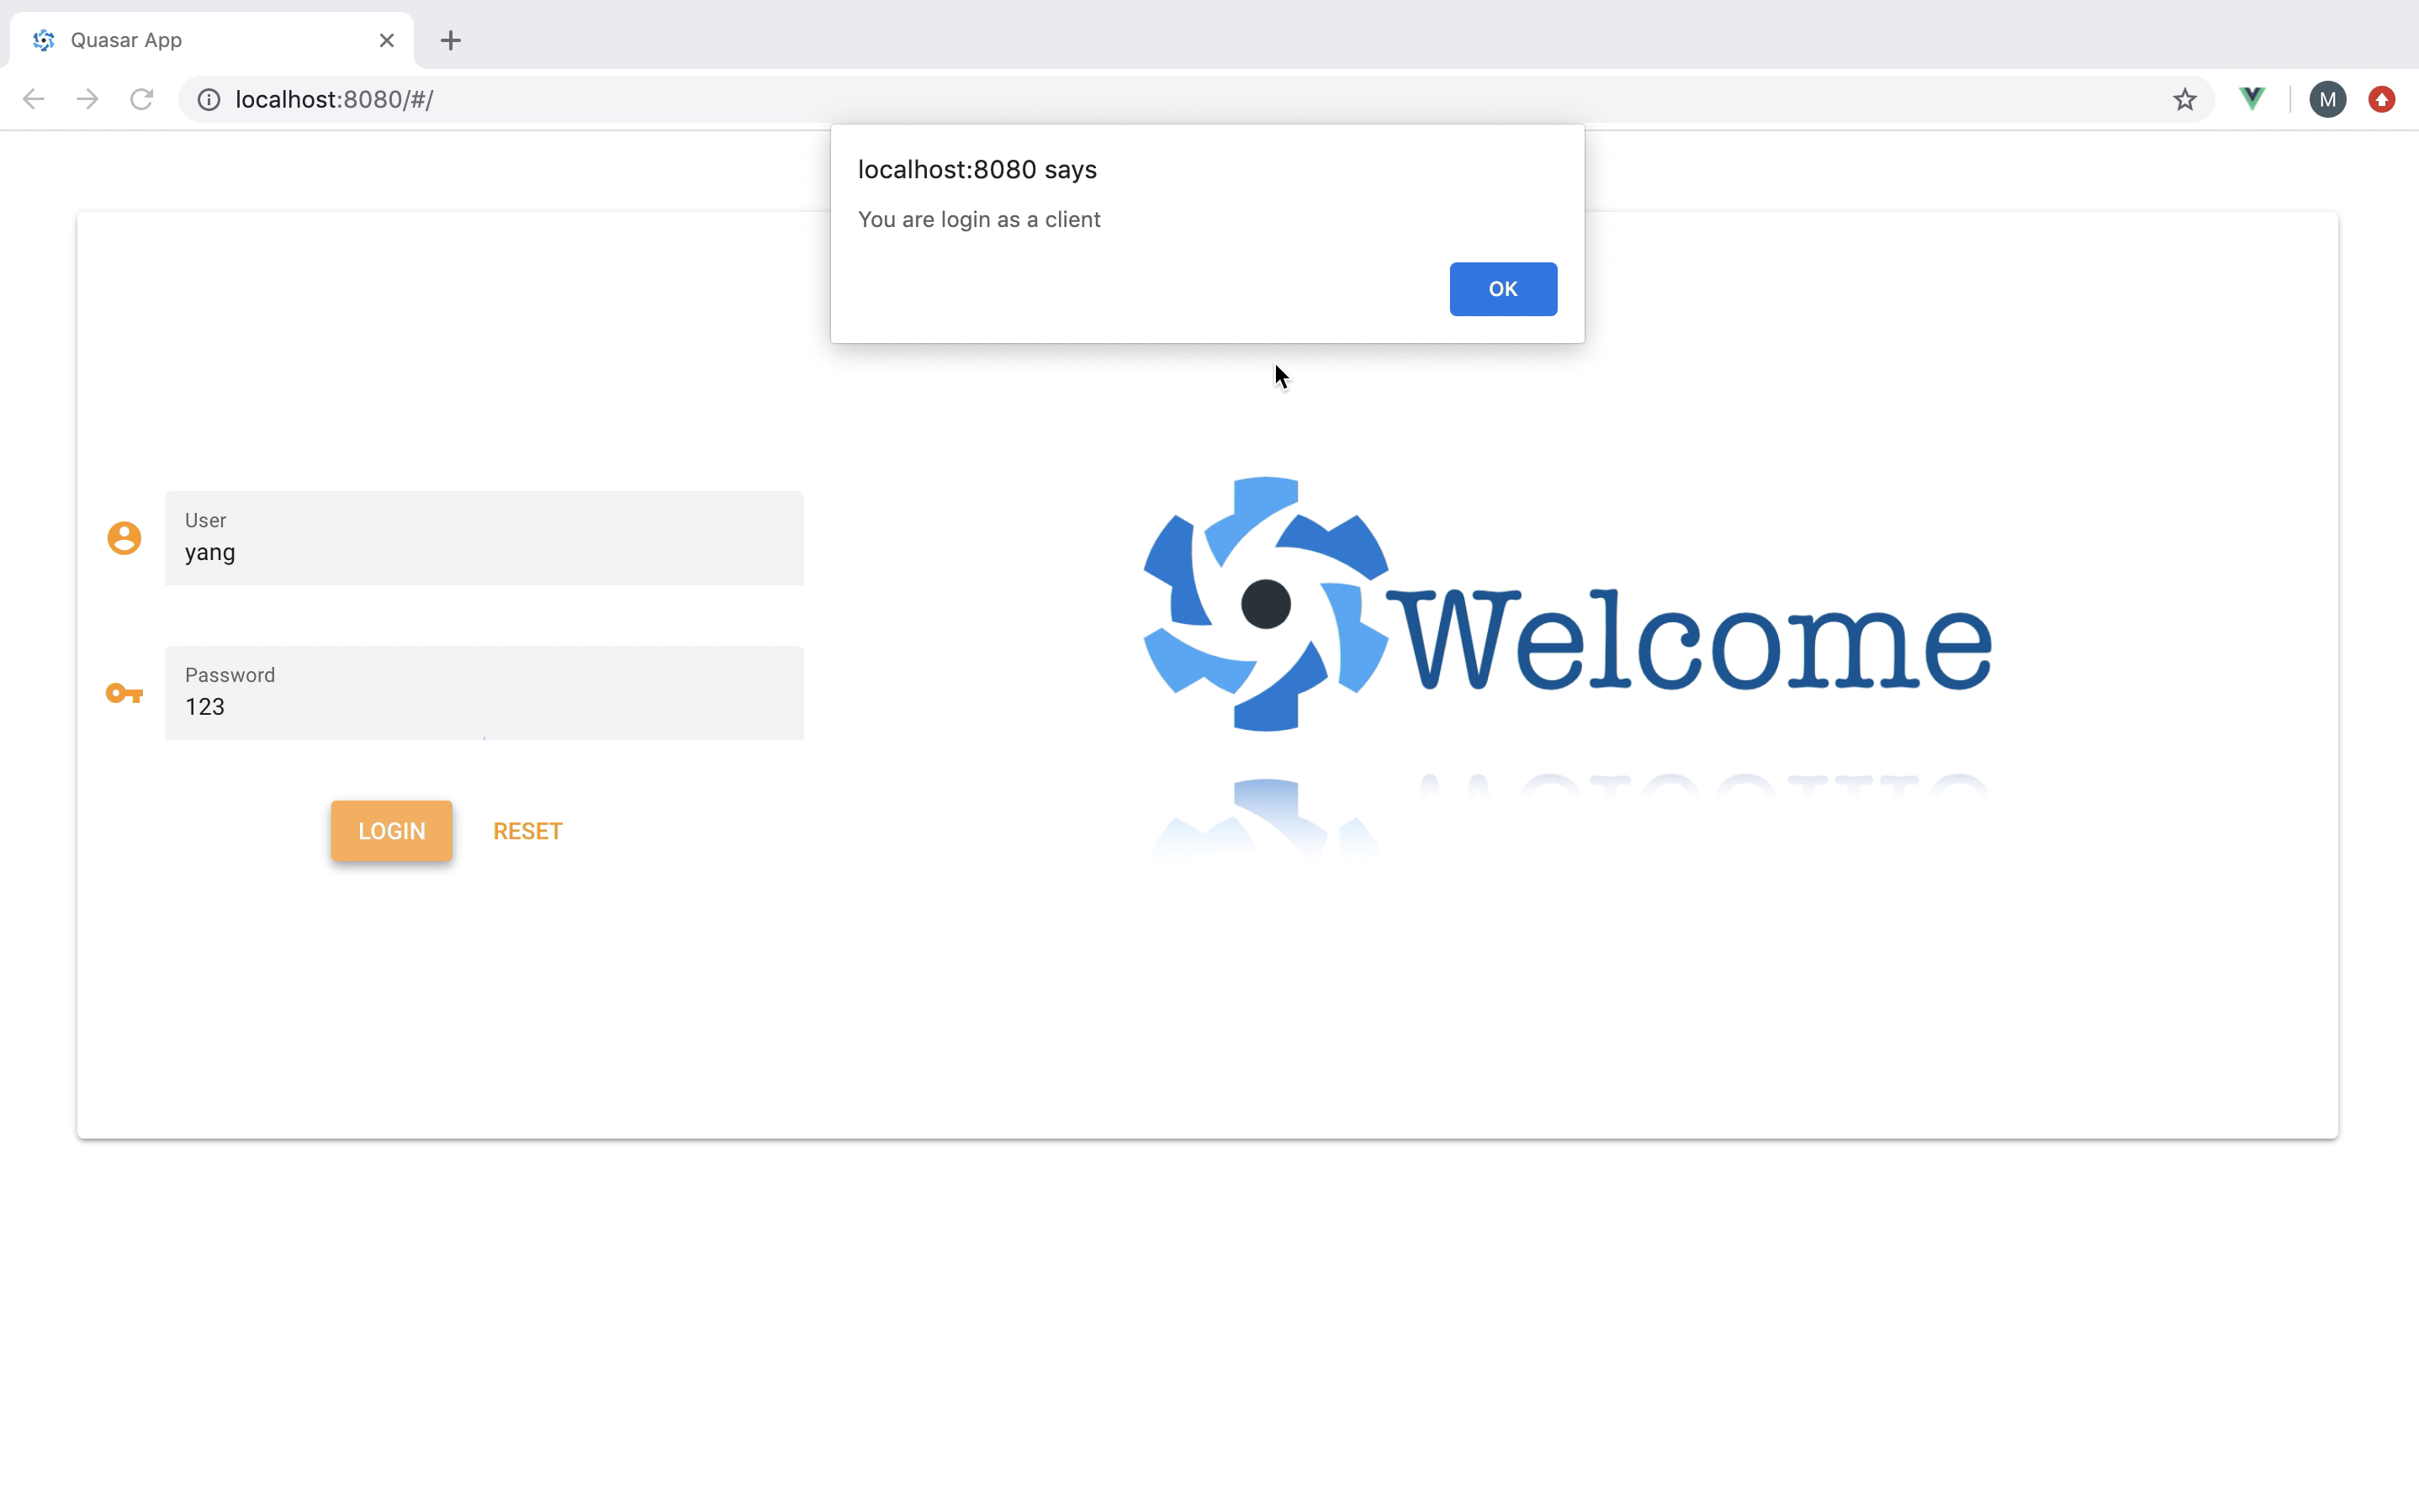 Quasar App
localhost:8080/#/
M
localhost:8080 says
You are login as a client
OK
User
yang
Password
123
LOGIN
RESET
Welcome